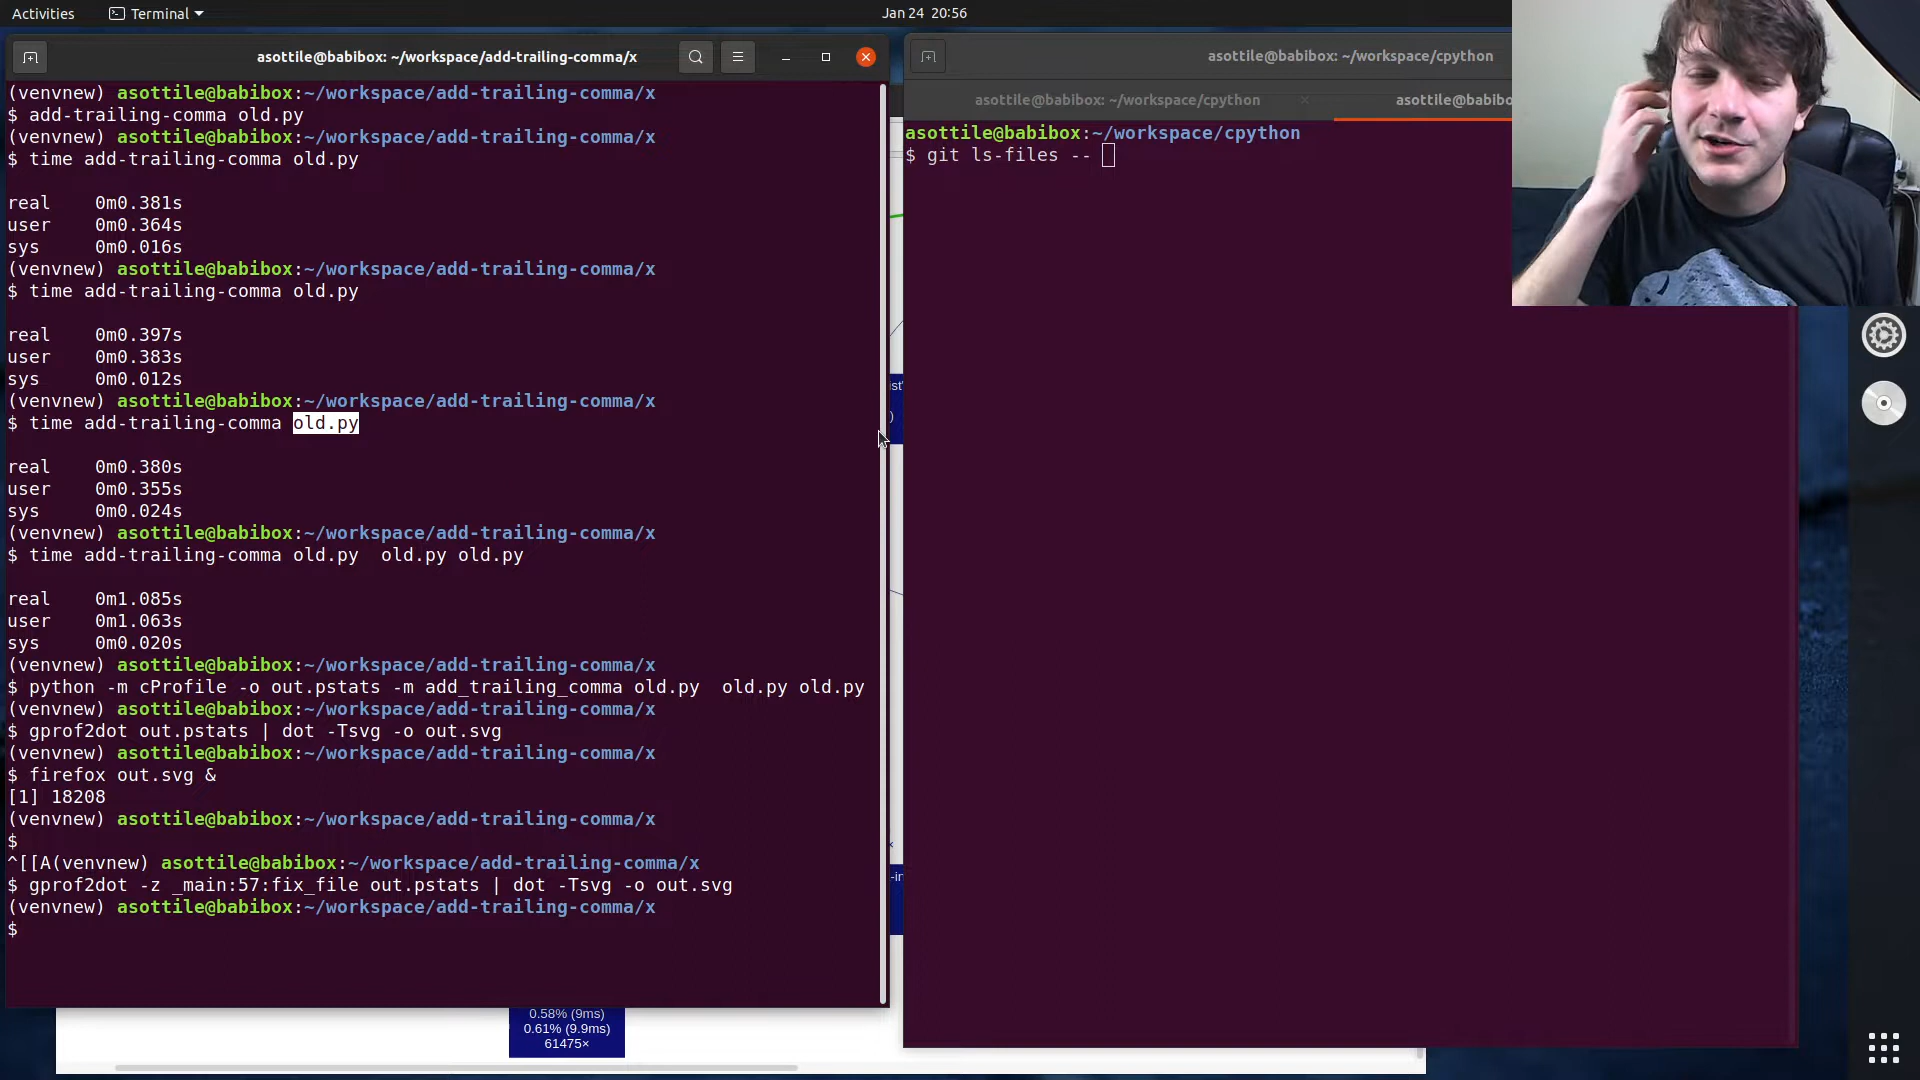 Activities
Terminal
Jan 24 20:56
asottile@babibox: ~/workspace/add-trailing-comma/x
(venvnew) asottile@babibox:~/workspace/add-trailing-comma/x
$ add-trailing-comma old.py
(venvnew) asottile@babibox:~/workspace/add-trailing-comma/x
$ time add-trailing-comma old.py
real 0m0.381s
user 0m0.364s
sys 0m0.016s
(venvnew) asottile@babibox:~/workspace/add-trailing-comma/x
$ time add-trailing-comma old.py
real 0m0.397s
user 0m0.383s
sys 0m0.012s
(venvnew) asottile@babibox:~/workspace/add-trailing-comma/x
$ time add-trailing-comma old.py
real 0m0.380s
user 0m0.355s
sys 0m0.024s
(venvnew) asottile@babibox:~/workspace/add-trailing-comma/x
$ time add-trailing-comma old.py  old.py old.py
real 0m1.085s
user 0m1.063s
sys 0m0.020s
(venvnew) asottile@babibox:~/workspace/add-trailing-comma/x
$ python -m cProfile -o out.pstats -m add_trailing_comma old.py  old.py old.py
(venvnew) asottile@babibox:~/workspace/add-trailing-comma/x
$ gprof2dot out.pstats | dot -Tsvg -o out.svg
(venvnew) asottile@babibox:~/workspace/add-trailing-comma/x
$ firefox out.svg &
[1] 18208
(venvnew) asottile@babibox:~/workspace/add-trailing-comma/x
$
^[[A(venvnew) asottile@babibox:~/workspace/add-trailing-comma/x
$ gprof2dot -z _main:57:fix_file out.pstats | dot -Tsvg -o out.svg
(venvnew) asottile@babibox:~/workspace/add-trailing-comma/x
$
asottile@babibox: ~/workspace/cpython
asottile@babibox: ~/workspace/cpython
asottile@babibo
asottile@babibox:~/workspace/cpython
$ git ls-files --
0.58% (9ms)
0.61% (9.9ms)
61475×